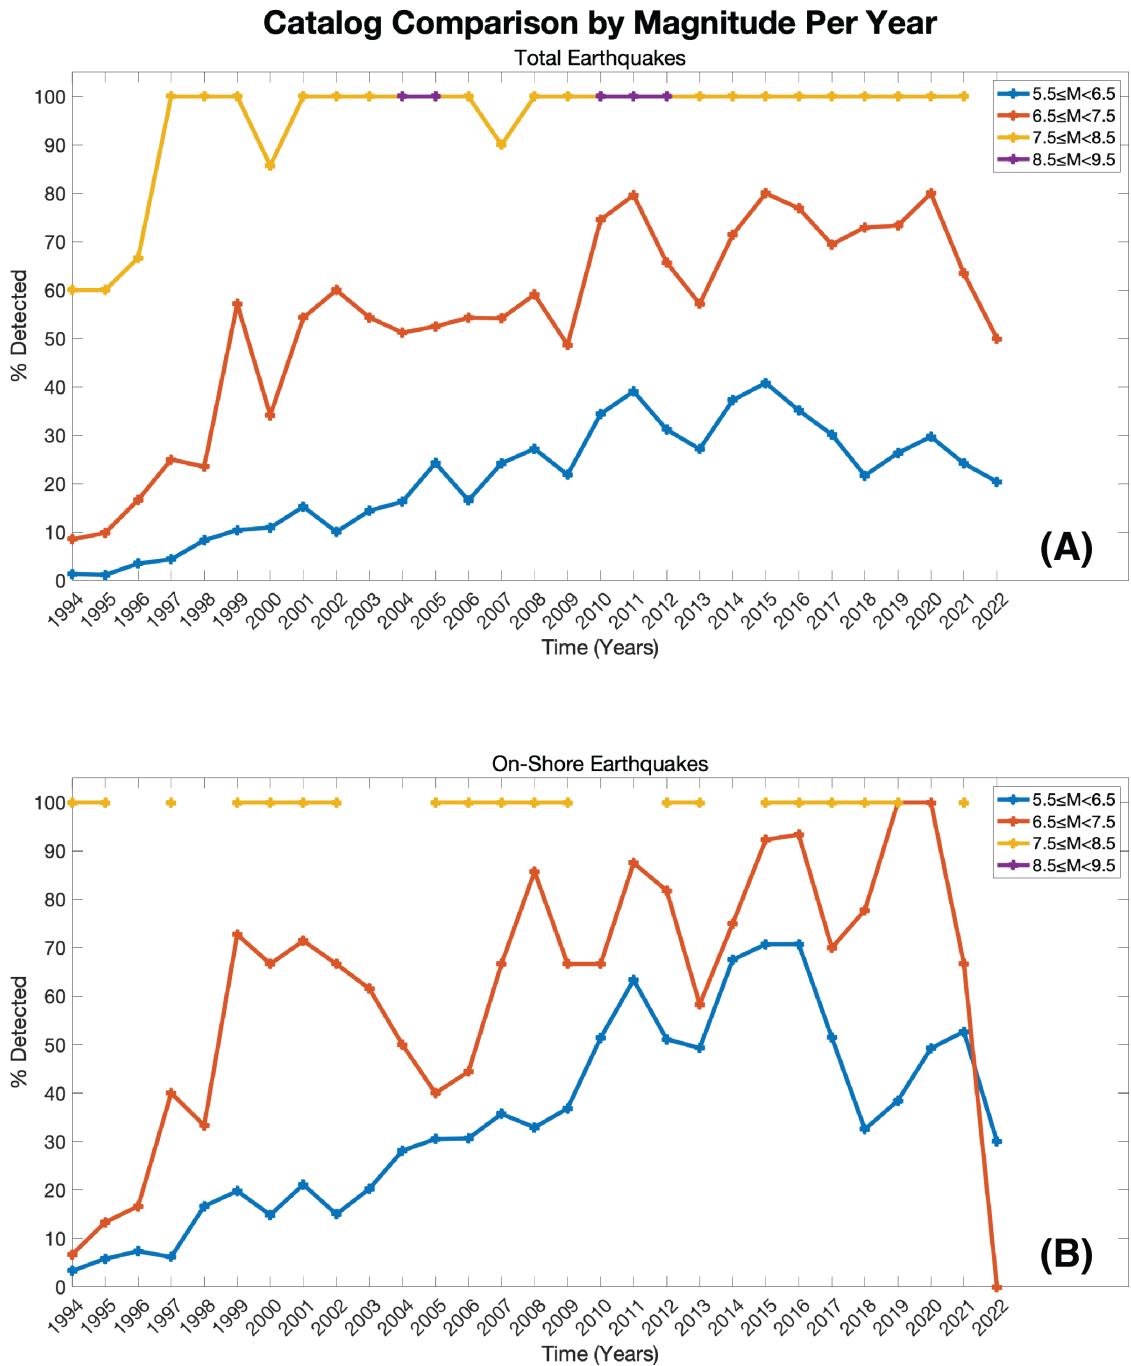 Catalog Comparison by Magnitude Per Year
Total Earthquakes
100
90
80
70
60
50
40
30
20
10
0
% Detected
5.5≤M<6.5
6.5≤M<7.5
7.5≤M<8.5
8.5≤M<9.5
(A)
1994 1995 1996 1997 1998 1999 2000 2001 2002 2003 2004 2005 2006 2007 2008 2009 2010 2011 2012 2013 2014 2015 2016 2017 2018 2019 2020 2021 2022
Time (Years)
On-Shore Earthquakes
100
90
80
70
60
50
40
30
20
10
0
% Detected
5.5≤M<6.5
6.5≤M<7.5
7.5≤M<8.5
8.5≤M<9.5
(B)
1994 1995 1996 1997 1998 1999 2000 2001 2002 2003 2004 2005 2006 2007 2008 2009 2010 2011 2012 2013 2014 2015 2016 2017 2018 2019 2020 2021 2022
Time (Years)